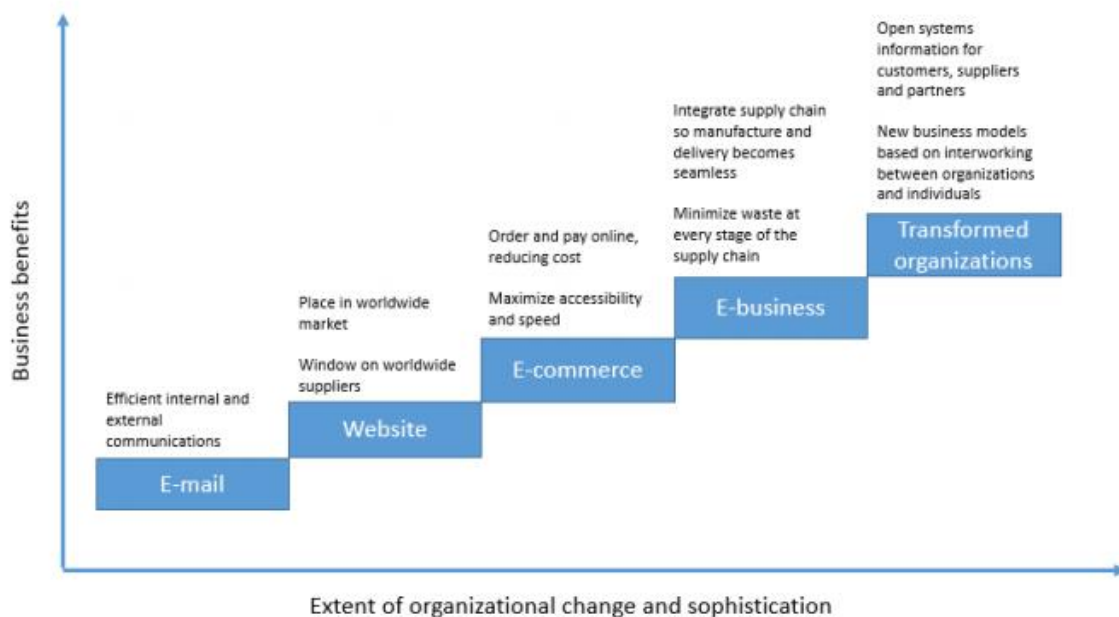 Open systems
information for
customers, suppliers
and partners
New business models
based on interworking
between organizations
and individuals
Transformed
organizations
Integrate supply chain
so manufacture and
delivery becomes
seamless
Minimize waste at
every stage of the
supply chain
E-business
Order and pay online,
reducing cost
Maximize accessibility
and speed
E-commerce
Place in worldwide
market
Window on worldwide
suppliers
Website
Efficient internal and
external
communications
E-mail
Business benefits
Extent of organizational change and sophistication